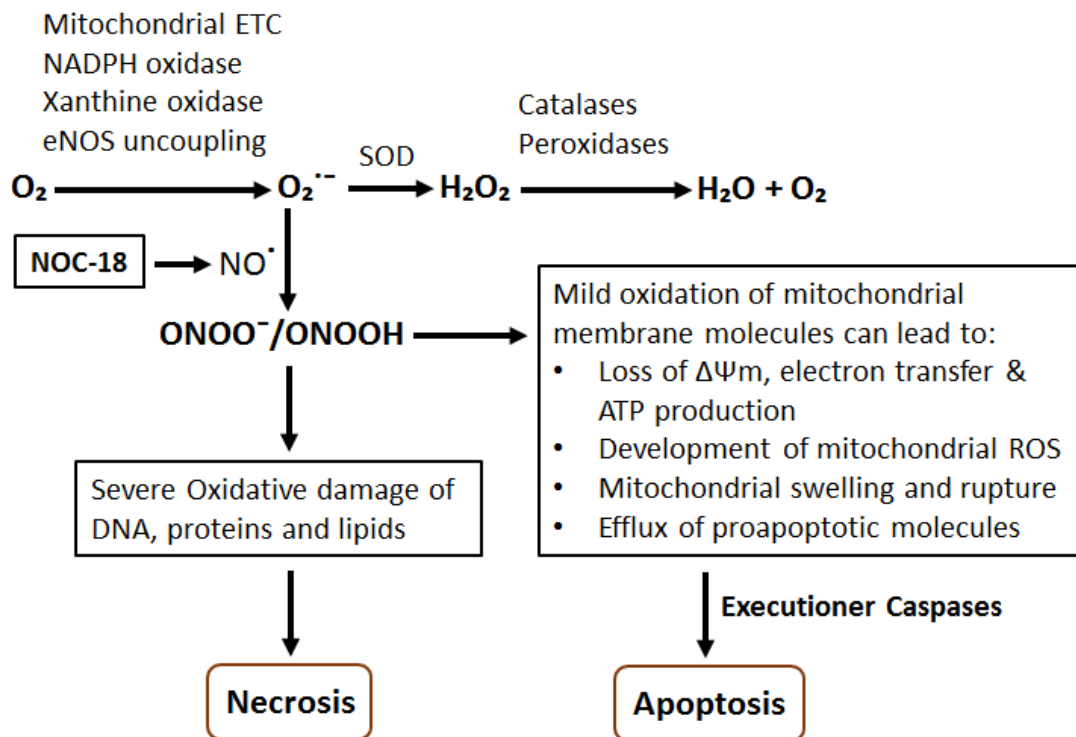 Mitochondrial ETC
NADPH oxidase
Xanthine oxidase
eNOS uncoupling
Catalases
Peroxidases
SOD
O₂
O₂˙⁻
H₂O₂
H₂O + O₂
NOC-18
NO˙
ONOO⁻/ONOOH
Mild oxidation of mitochondrial
membrane molecules can lead to:
• Loss of ΔΨm, electron transfer &
ATP production
• Development of mitochondrial ROS
• Mitochondrial swelling and rupture
• Efflux of proapoptotic molecules
Severe Oxidative damage of
DNA, proteins and lipids
Executioner Caspases
Necrosis
Apoptosis